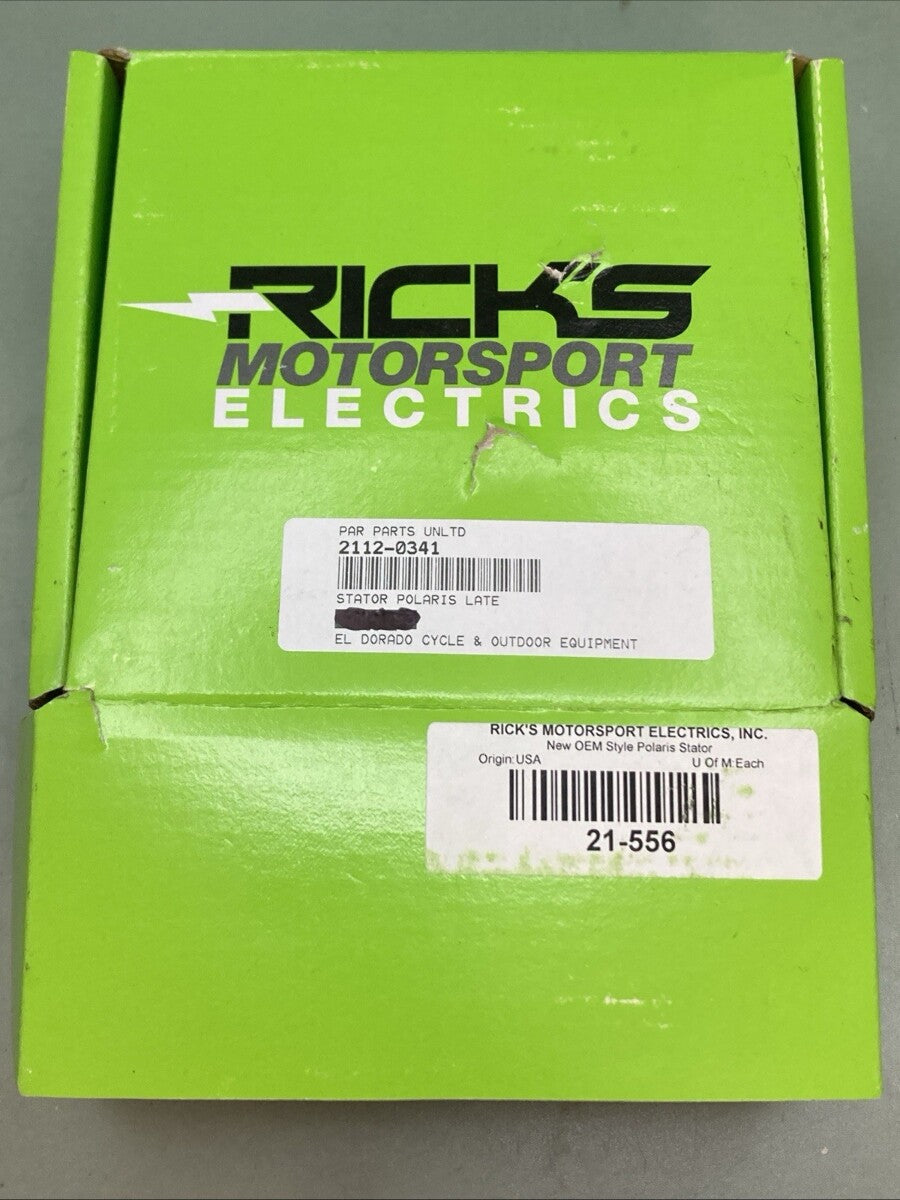 RICK'S
MOTORSPORT
ELECTRICS
PAR PARTS UNLTD
2112-0341
STATOR POLARIS LATE
EL DORADO CYCLE & OUTDOOR EQUIPMENT
RICK'S MOTORSPORT ELECTRICS, INC.
New OEM Style Polaris Stator
Origin:USA U Of M:Each
21-556